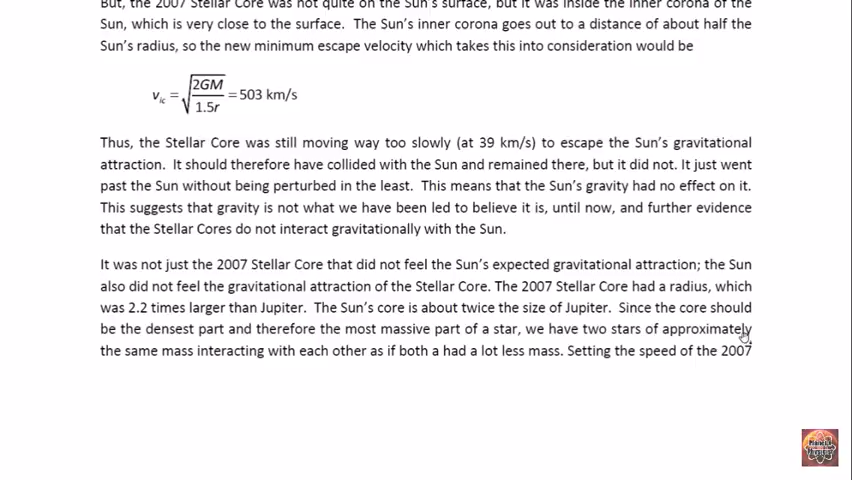 But, the 2007 Stellar Core was not quite on the Sun's surface, but it was inside the inner corona of the
Sun, which is very close to the surface. The Sun's inner corona goes out to a distance of about half the
Sun's radius, so the new minimum escape velocity which takes this into consideration would be
v_ic = √(2GM / 1.5r) = 503 km/s
Thus, the Stellar Core was still moving way too slowly (at 39 km/s) to escape the Sun's gravitational
attraction. It should therefore have collided with the Sun and remained there, but it did not. It just went
past the Sun without being perturbed in the least. This means that the Sun's gravity had no effect on it.
This suggests that gravity is not what we have been led to believe it is, until now, and further evidence
that the Stellar Cores do not interact gravitationally with the Sun.
It was not just the 2007 Stellar Core that did not feel the Sun's expected gravitational attraction; the Sun
also did not feel the gravitational attraction of the Stellar Core. The 2007 Stellar Core had a radius, which
was 2.2 times larger than Jupiter. The Sun's core is about twice the size of Jupiter. Since the core should
be the densest part and therefore the most massive part of a star, we have two stars of approximately
the same mass interacting with each other as if both a had a lot less mass. Setting the speed of the 2007